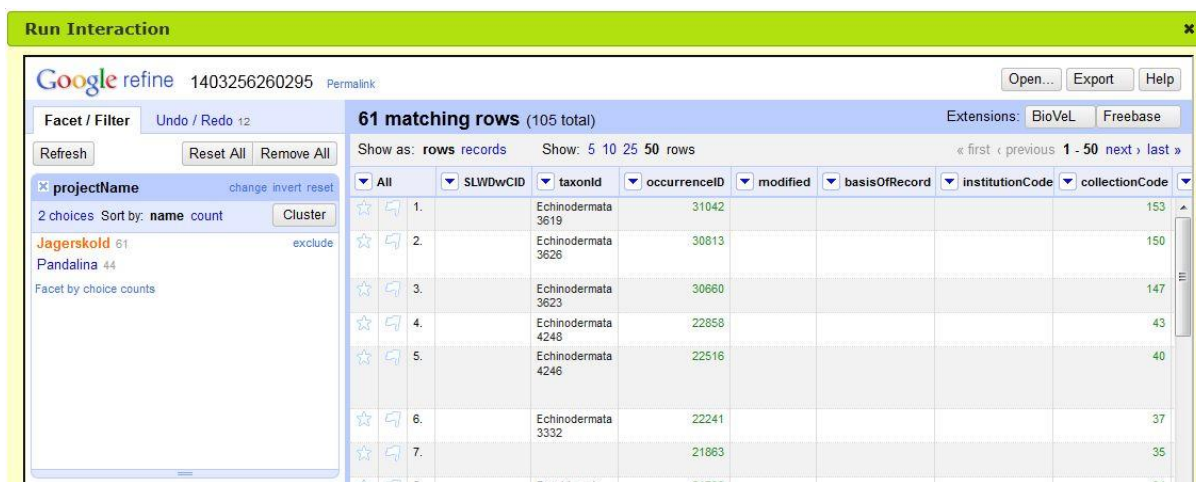 Run Interaction
Google refine 1403256260295 Permalink Open... Export Help
Facet / Filter Undo / Redo 12
Refresh Reset All Remove All
projectName change invert reset
2 choices Sort by: name count Cluster
Jagerskold 61 exclude
Pandalina 44
Facet by choice counts
61 matching rows (105 total) Extensions: BioVeL Freebase
Show as: rows records Show: 5 10 25 50 rows « first ‹ previous 1 - 50 next › last »
All SLWDwCID taxonId occurrenceID modified basisOfRecord institutionCode collectionCode
1. Echinodermata 31042 153
3619
2. Echinodermata 30813 150
3626
3. Echinodermata 30660 147
3623
4. Echinodermata 22858 43
4248
5. Echinodermata 22516 40
4246
6. Echinodermata 22241 37
3332
7. 21863 35